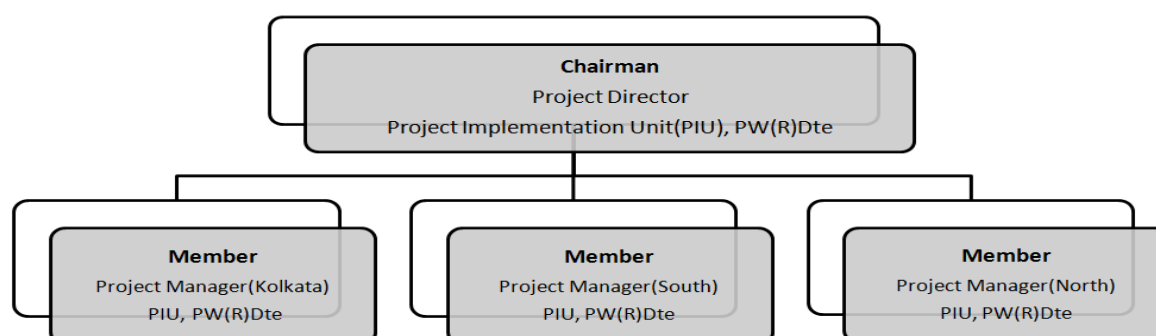 Chairman
Project Director
Project Implementation Unit(PIU), PW(R)Dte
Member
Project Manager(Kolkata)
PIU, PW(R)Dte
Member
Project Manager(South)
PIU, PW(R)Dte
Member
Project Manager(North)
PIU, PW(R)Dte